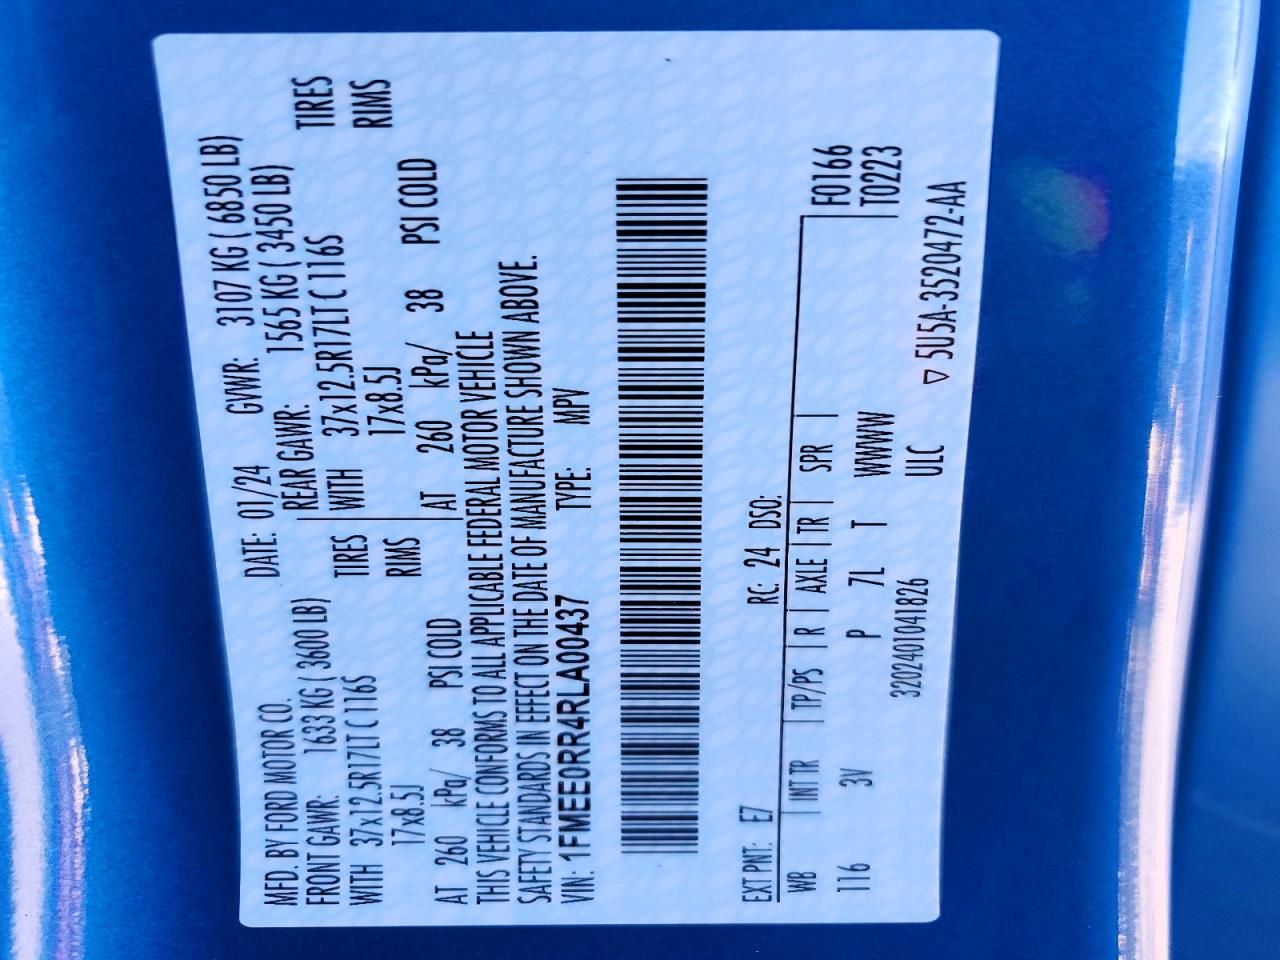 MFD. BY FORD MOTOR CO. DATE: 01/24 GVWR: 3107 KG ( 6850 LB)
FRONT GAWR: 1633 KG ( 3600 LB) REAR GAWR: 1565 KG ( 3450 LB)
WITH 37x12.5R17LT C 116S TIRES WITH 37x12.5R17LT C 116S TIRES
17x8.5J RIMS 17x8.5J RIMS
AT 260 kPa/ 38 PSI COLD AT 260 kPa/ 38 PSI COLD
THIS VEHICLE CONFORMS TO ALL APPLICABLE FEDERAL MOTOR VEHICLE
SAFETY STANDARDS IN EFFECT ON THE DATE OF MANUFACTURE SHOWN ABOVE.
VIN: 1FMEE0RR4RLA00437 TYPE: MPV
EXT PNT: E7 RC: 24 DSO:
WB | INT TR | TP/PS | R | AXLE | TR | SPR | F0166
116 3V P 7L T WWWW T0223
3202401041826 ULC
▽ 5U5A-3520472-AA